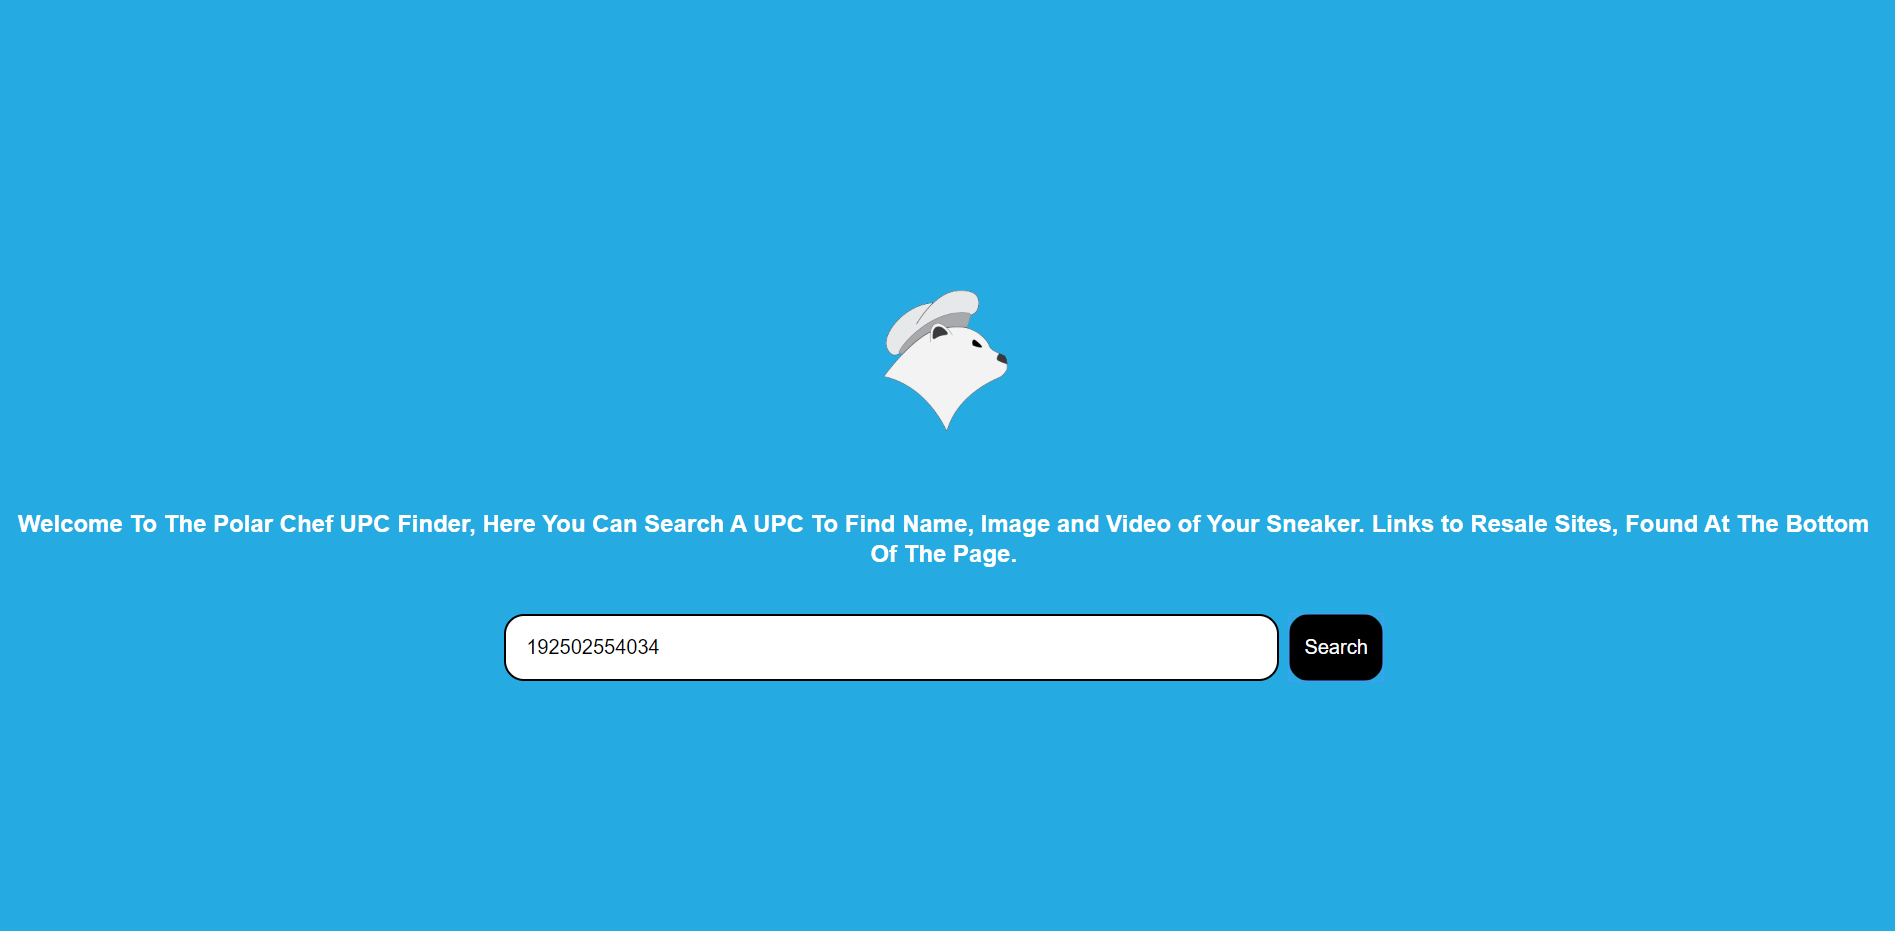 Welcome To The Polar Chef UPC Finder, Here You Can Search A UPC To Find Name, Image and Video of Your Sneaker. Links to Resale Sites, Found At The Bottom
Of The Page.
192502554034
Search